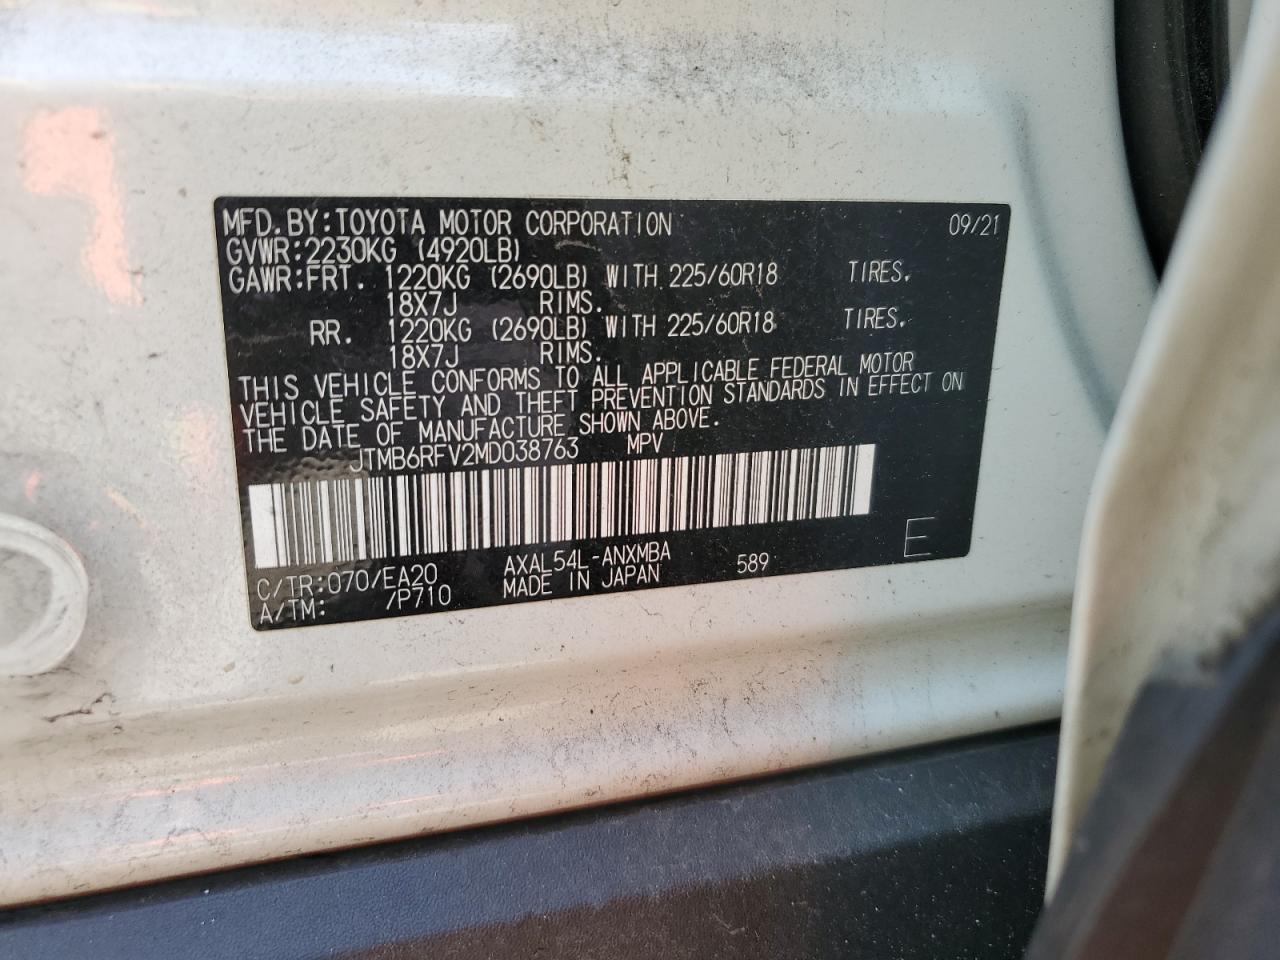 MFD.BY:TOYOTA MOTOR CORPORATION 09/21
GVWR:2230KG (4920LB)
GAWR:FRT. 1220KG (2690LB) WITH 225/60R18 TIRES.
18X7J RIMS.
RR. 1220KG (2690LB) WITH 225/60R18 TIRES.
18X7J RIMS.
THIS VEHICLE CONFORMS TO ALL APPLICABLE FEDERAL MOTOR
VEHICLE SAFETY AND THEFT PREVENTION STANDARDS IN EFFECT ON
THE DATE OF MANUFACTURE SHOWN ABOVE.
JTMB6RFV2MD038763 MPV
E
C/TR:070/EA20 AXAL54L-ANXMBA 589
A/TM: /P710 MADE IN JAPAN